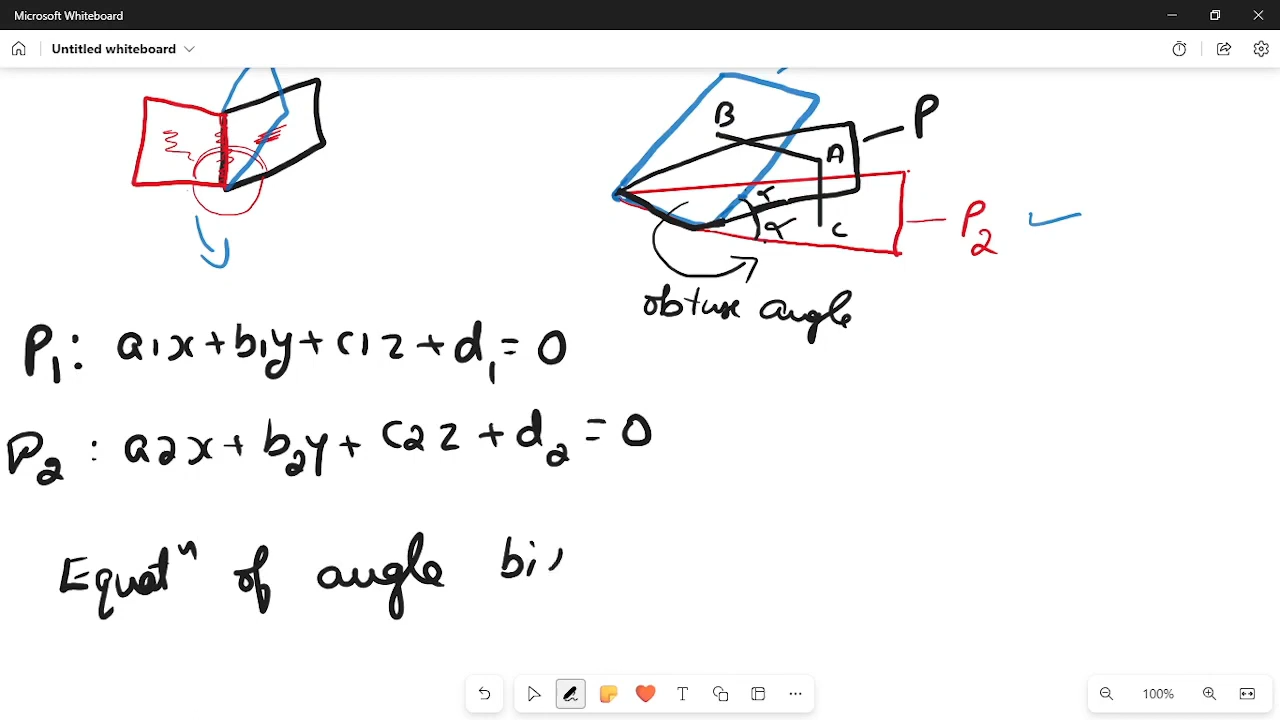 Microsoft Whiteboard
Untitled whiteboard
B
A
P
α
C
P2
obtuse angle
P1: a1x+b1y+c1z+d1=0
P2: a2x+b2y+c2z+d2=0
Equatⁿ of angle bi
100%